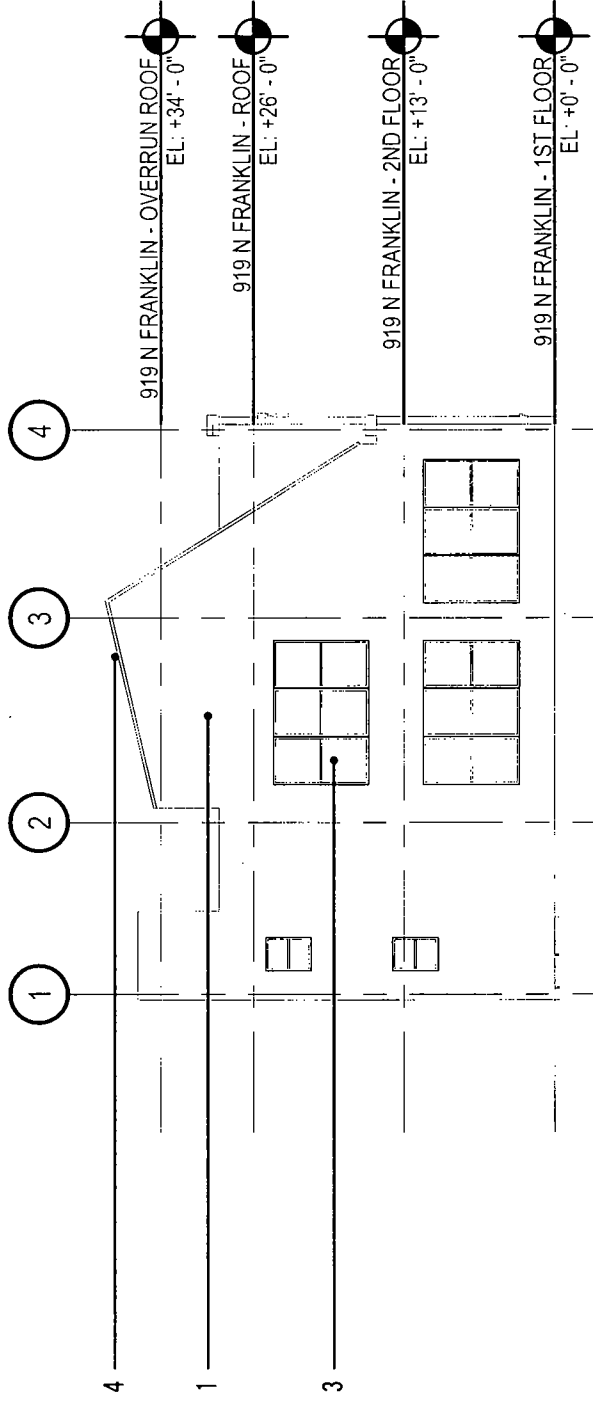 4
1
3
1
2
3
4
919 N FRANKLIN - OVERRUN ROOF
EL: +34' - 0"
919 N FRANKLIN - ROOF
EL: +26' - 0"
919 N FRANKLIN - 2ND FLOOR
EL: +13' - 0"
919 N FRANKLIN - 1ST FLOOR
EL: +0' - 0"